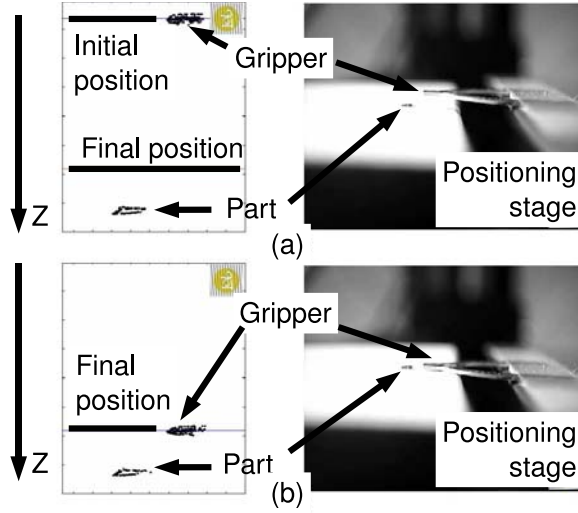 Initial
position
Gripper
Final position
Positioning
stage
Z
Part
(a)
Gripper
Final
position
Positioning
stage
Z
Part
(b)